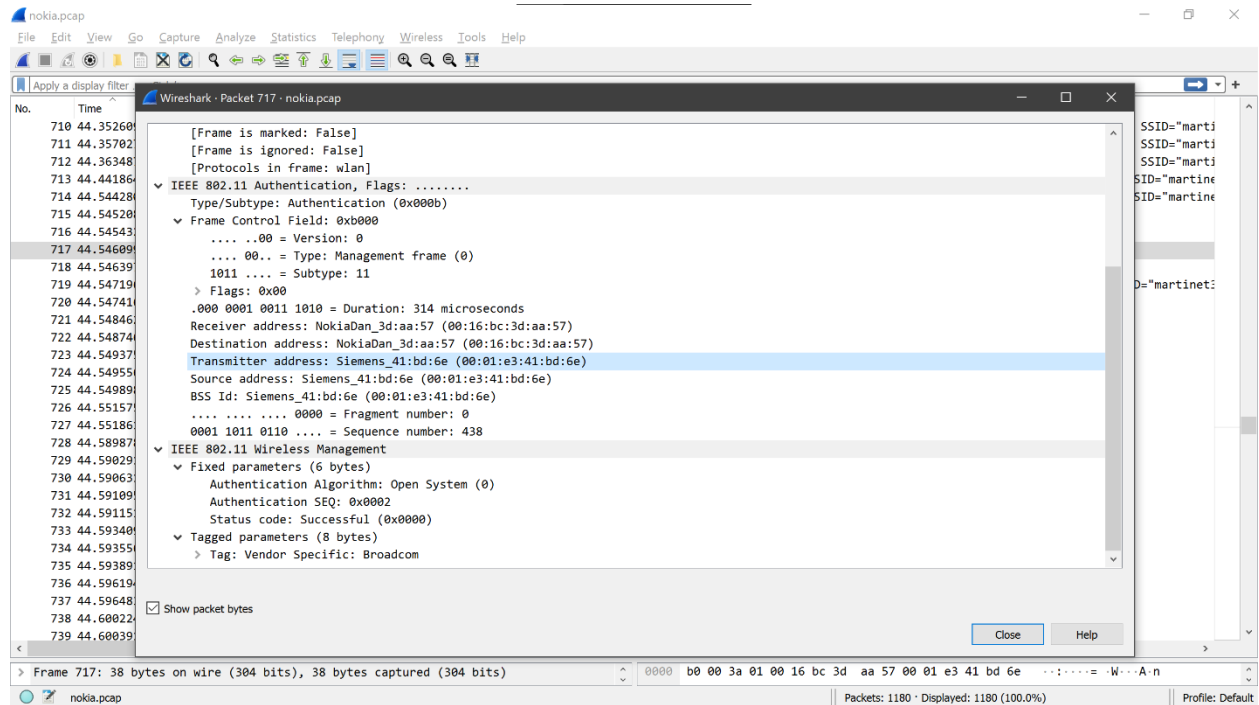 nokia.pcap
File Edit View Go Capture Analyze Statistics Telephony Wireless Tools Help
Apply a display filter
No. Time
Wireshark · Packet 717 · nokia.pcap
[Frame is marked: False]
[Frame is ignored: False]
[Protocols in frame: wlan]
IEEE 802.11 Authentication, Flags: ........
Type/Subtype: Authentication (0x000b)
Frame Control Field: 0xb000
.... ..00 = Version: 0
.... 00.. = Type: Management frame (0)
1011 .... = Subtype: 11
Flags: 0x00
.000 0001 0011 1010 = Duration: 314 microseconds
Receiver address: NokiaDan_3d:aa:57 (00:16:bc:3d:aa:57)
Destination address: NokiaDan_3d:aa:57 (00:16:bc:3d:aa:57)
Transmitter address: Siemens_41:bd:6e (00:01:e3:41:bd:6e)
Source address: Siemens_41:bd:6e (00:01:e3:41:bd:6e)
BSS Id: Siemens_41:bd:6e (00:01:e3:41:bd:6e)
.... .... .... 0000 = Fragment number: 0
0001 1011 0110 .... = Sequence number: 438
IEEE 802.11 Wireless Management
Fixed parameters (6 bytes)
Authentication Algorithm: Open System (0)
Authentication SEQ: 0x0002
Status code: Successful (0x0000)
Tagged parameters (8 bytes)
Tag: Vendor Specific: Broadcom
Show packet bytes
Close Help
710 44.35260 SSID="marti
711 44.35702 SSID="marti
712 44.36348 SSID="marti
713 44.44186 SID="martine
714 44.54428 SID="martine
715 44.54520
716 44.54543
717 44.54609
718 44.54639
719 44.54719 D="martinet3
720 44.54741
721 44.54846
722 44.54874
723 44.54937
724 44.54955
725 44.54989
726 44.55157
727 44.55186
728 44.58987
729 44.59029
730 44.59063
731 44.59109
732 44.59115
733 44.59340
734 44.59355
735 44.59389
736 44.59619
737 44.59648
738 44.60022
739 44.60039
Frame 717: 38 bytes on wire (304 bits), 38 bytes captured (304 bits)
0000 b0 00 3a 01 00 16 bc 3d aa 57 00 01 e3 41 bd 6e ··:····= ·W···A·n
nokia.pcap
Packets: 1180 · Displayed: 1180 (100.0%)
Profile: Default